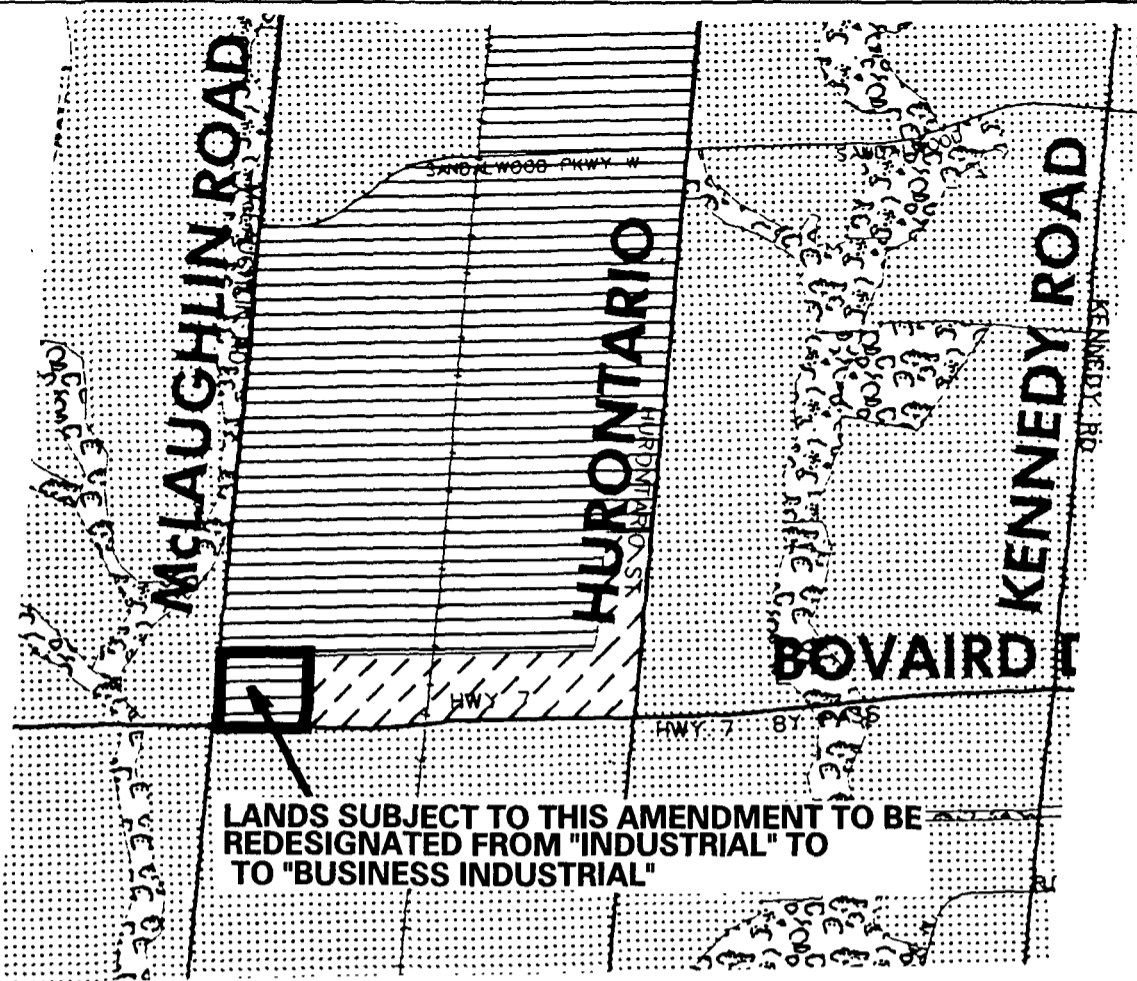 McLAUGHLIN ROAD
SANDALWOOD PKWY W
HURONTARIO
HURONTARIO ST
KENNEDY ROAD
KENNEDY RD
BOVAIRD
HWY 7
HWY. 7 BY PASS
LANDS SUBJECT TO THIS AMENDMENT TO BE
REDESIGNATED FROM "INDUSTRIAL" TO
TO "BUSINESS INDUSTRIAL"